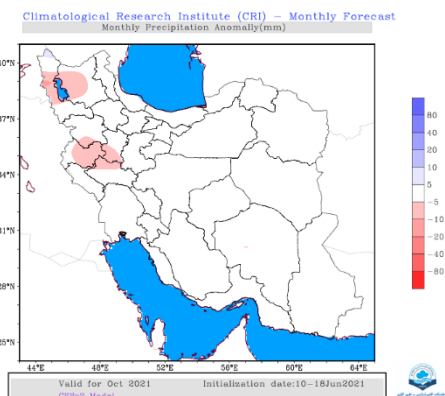 Climatological Research Institute (CRI) – Monthly Forecast
Monthly Precipitation Anomaly(mm)
40°N
37°N
34°N
31°N
28°N
25°N
44°E 48°E 52°E 56°E 60°E 64°E
80
40
20
10
5
−5
−10
−20
−40
−80
Valid for Oct 2021 Initialization date:10–18Jun2021
Model